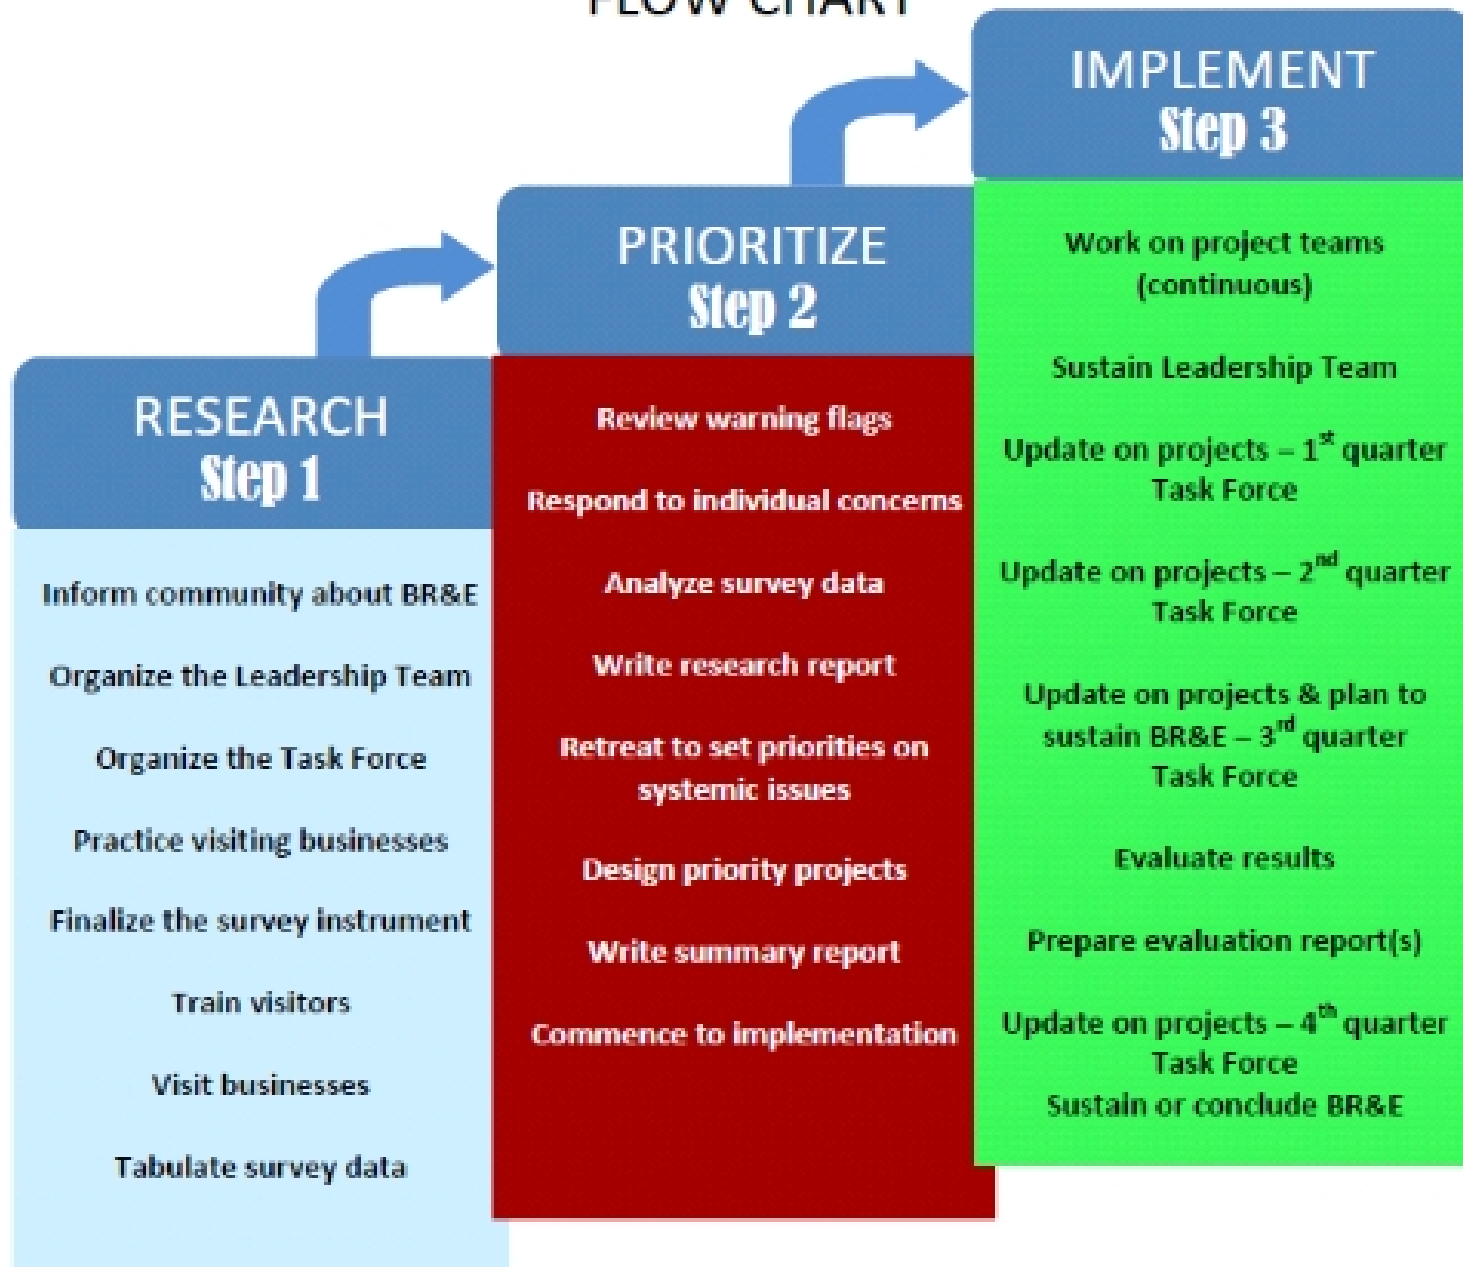 FLOW CHART
RESEARCH
Step 1
Inform community about BR&E
Organize the Leadership Team
Organize the Task Force
Practice visiting businesses
Finalize the survey instrument
Train visitors
Visit businesses
Tabulate survey data
PRIORITIZE
Step 2
Review warning flags
Respond to individual concerns
Analyze survey data
Write research report
Retreat to set priorities on
systemic issues
Design priority projects
Write summary report
Commence to implementation
IMPLEMENT
Step 3
Work on project teams
(continuous)
Sustain Leadership Team
Update on projects – 1st quarter
Task Force
Update on projects – 2nd quarter
Task Force
Update on projects & plan to
sustain BR&E – 3rd quarter
Task Force
Evaluate results
Prepare evaluation report(s)
Update on projects – 4th quarter
Task Force
Sustain or conclude BR&E